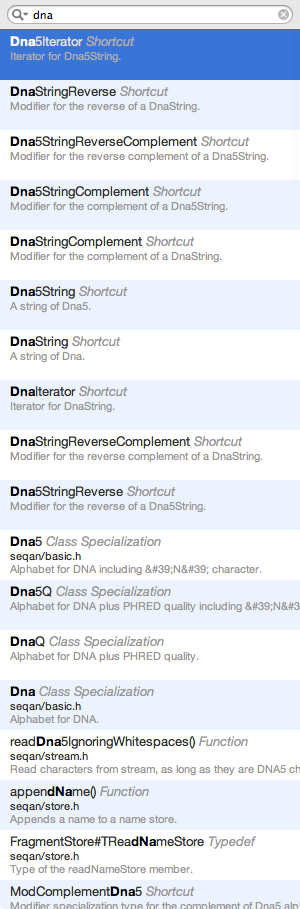 dna
Dna5Iterator Shortcut
Iterator for Dna5String.
DnaStringReverse Shortcut
Modifier for the reverse of a DnaString.
Dna5StringReverseComplement Shortcut
Modifier for the reverse complement of a Dna5String.
Dna5StringComplement Shortcut
Modifier for the complement of a Dna5String.
DnaStringComplement Shortcut
Modifier for the complement of a DnaString.
Dna5String Shortcut
A string of Dna5.
DnaString Shortcut
A string of Dna.
DnaIterator Shortcut
Iterator for DnaString.
DnaStringReverseComplement Shortcut
Modifier for the reverse complement of a DnaString.
Dna5StringReverse Shortcut
Modifier for the reverse of a Dna5String.
Dna5 Class Specialization
seqan/basic.h
Alphabet for DNA including &#39;N&#39; character.
Dna5Q Class Specialization
Alphabet for DNA plus PHRED quality including &#39;N&#3
DnaQ Class Specialization
Alphabet for DNA plus PHRED quality.
Dna Class Specialization
seqan/basic.h
Alphabet for DNA.
readDna5IgnoringWhitespaces() Function
seqan/stream.h
Read characters from stream, as long as they are DNA5 ch
appendName() Function
seqan/store.h
Appends a name to a name store.
FragmentStore#TReadNameStore Typedef
seqan/store.h
Type of the readNameStore member.
ModComplementDna5 Shortcut
Modifier specialization type for the complement of Dna5 alp